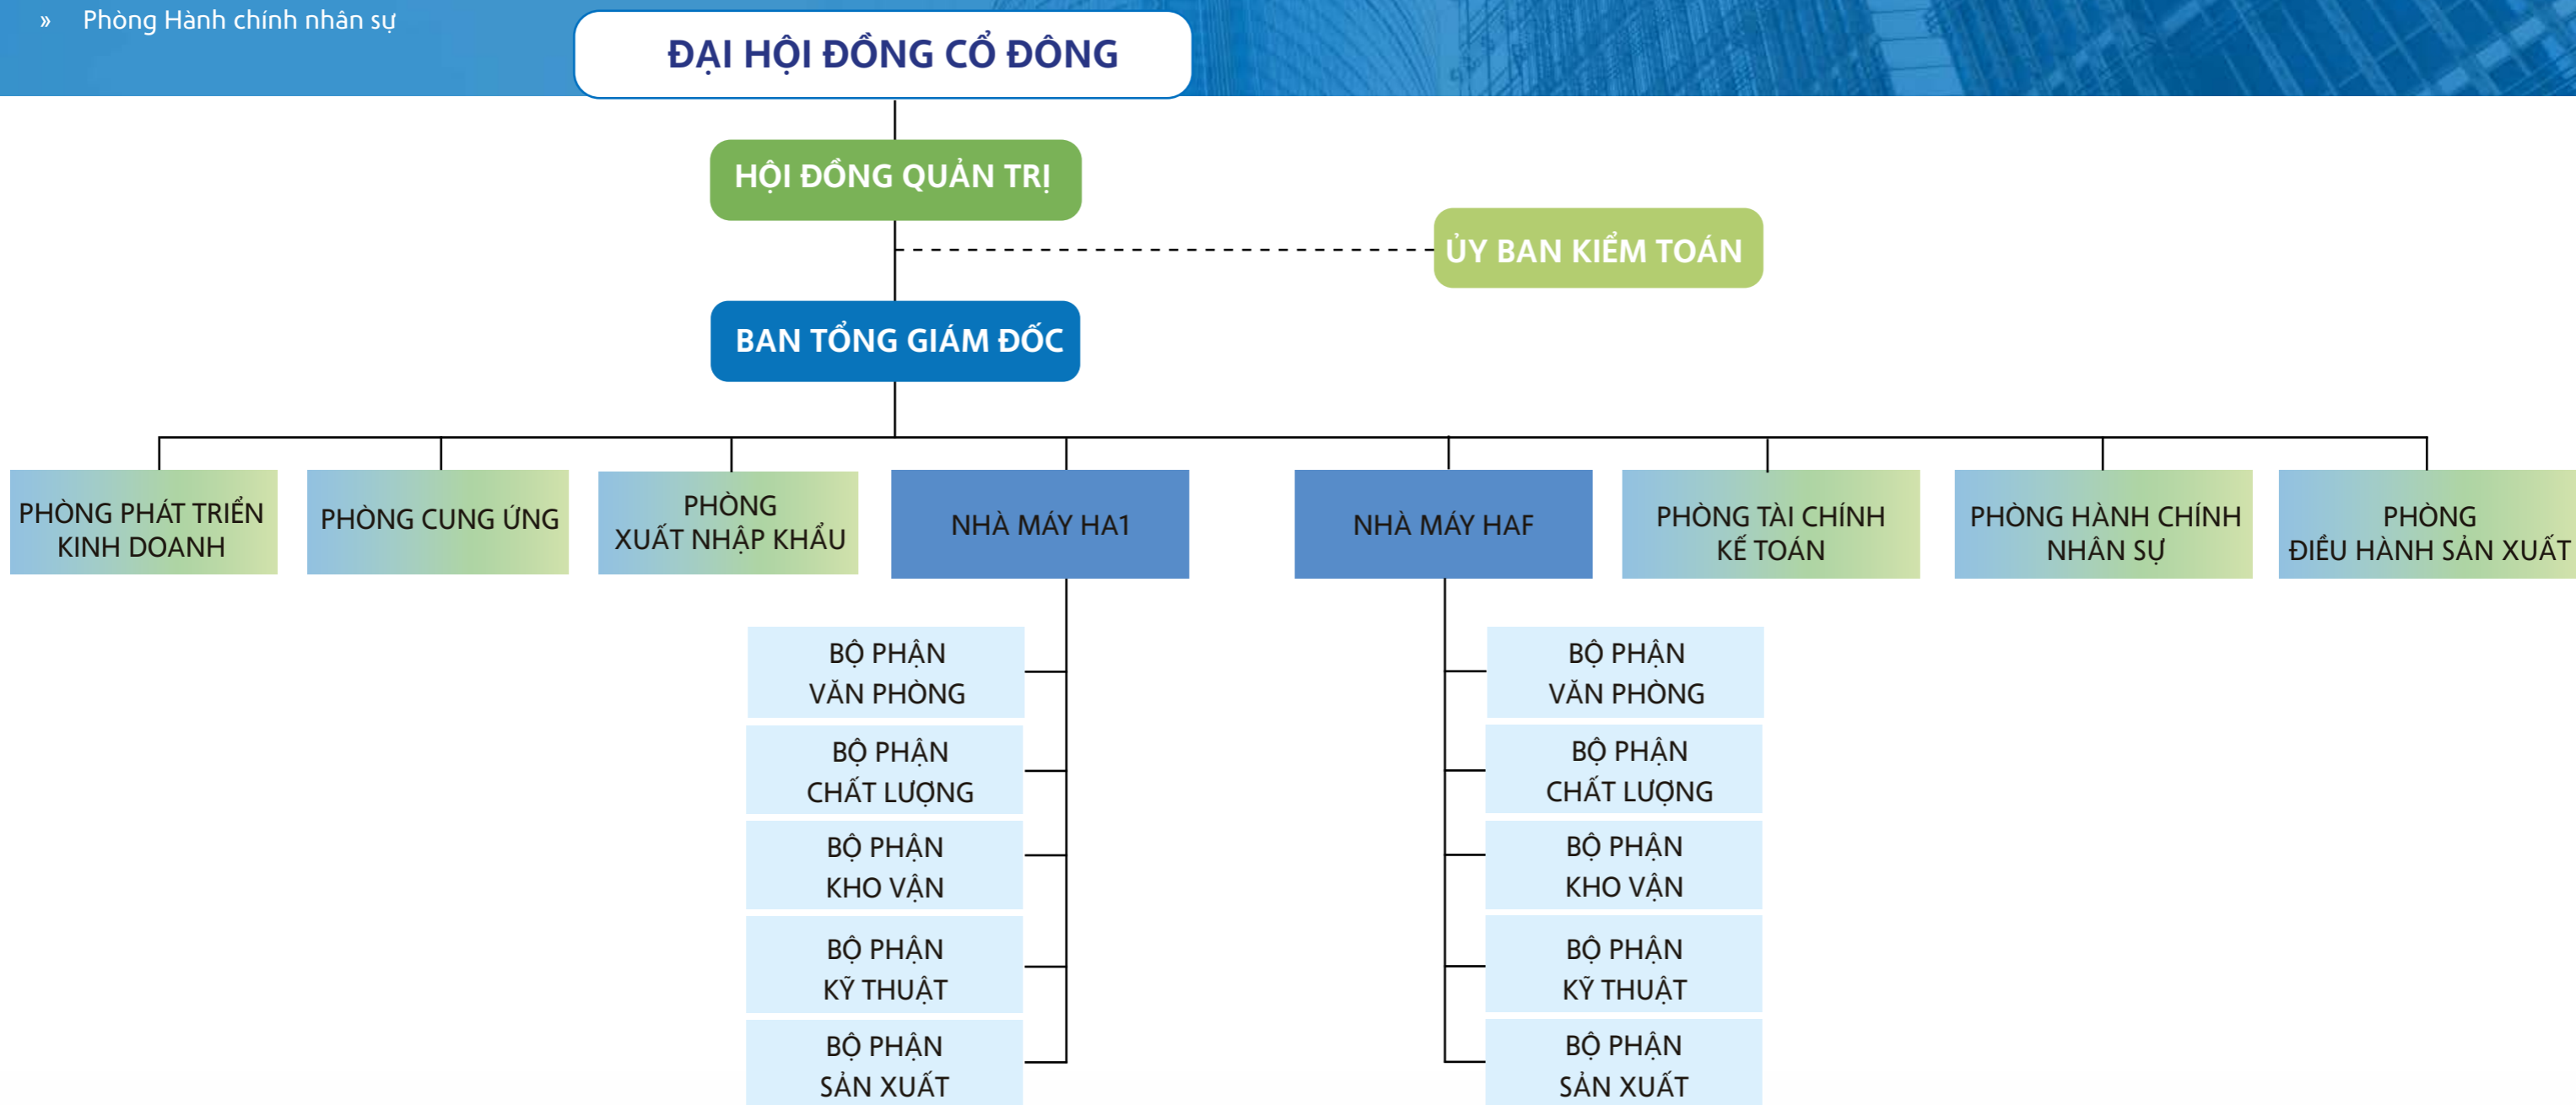 » Phòng Hành chính nhân sự
ĐẠI HỘI ĐỒNG CỔ ĐÔNG
HỘI ĐỒNG QUẢN TRỊ
ỦY BAN KIỂM TOÁN
BAN TỔNG GIÁM ĐỐC
PHÒNG PHÁT TRIỂN
KINH DOANH
PHÒNG CUNG ỨNG
PHÒNG
XUẤT NHẬP KHẨU
NHÀ MÁY HA1
NHÀ MÁY HAF
PHÒNG TÀI CHÍNH
KẾ TOÁN
PHÒNG HÀNH CHÍNH
NHÂN SỰ
PHÒNG
ĐIỀU HÀNH SẢN XUẤT
BỘ PHẬN
VĂN PHÒNG
BỘ PHẬN
CHẤT LƯỢNG
BỘ PHẬN
KHO VẬN
BỘ PHẬN
KỸ THUẬT
BỘ PHẬN
SẢN XUẤT
BỘ PHẬN
VĂN PHÒNG
BỘ PHẬN
CHẤT LƯỢNG
BỘ PHẬN
KHO VẬN
BỘ PHẬN
KỸ THUẬT
BỘ PHẬN
SẢN XUẤT